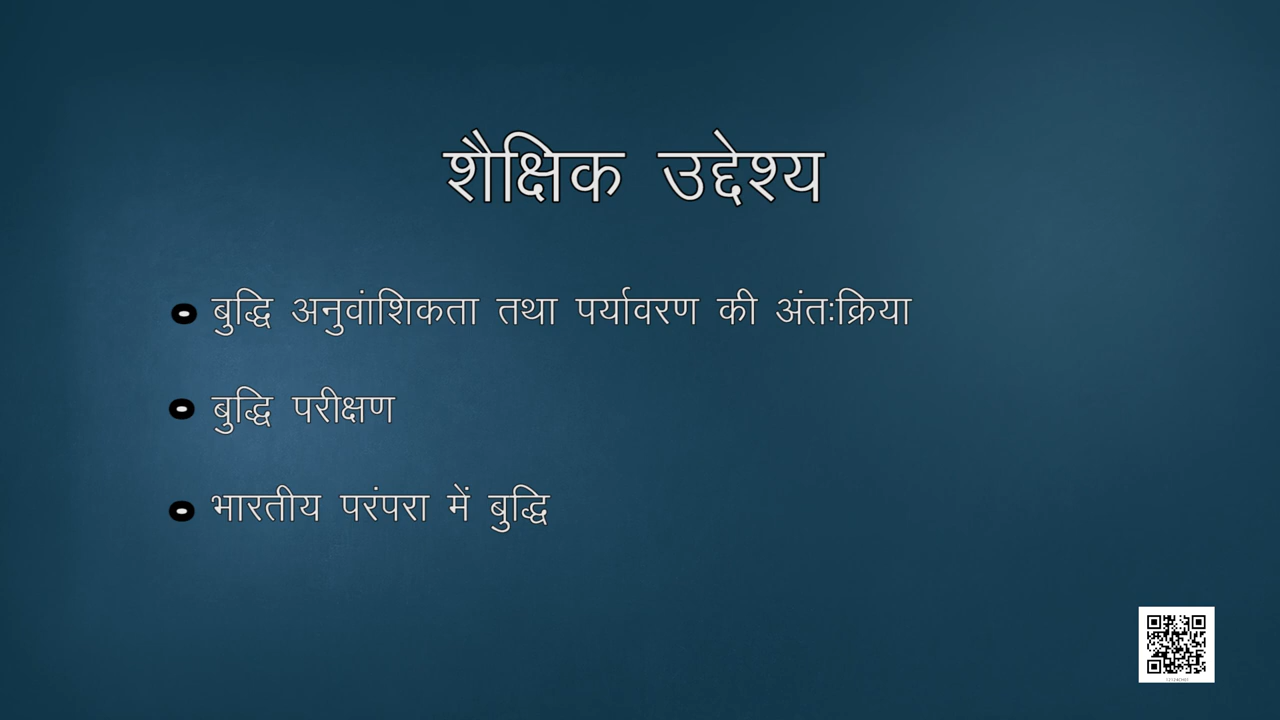 शैक्षिक उद्देश्य
बुद्धि अनुवांशिकता तथा पर्यावरण की अंतःक्रिया
बुद्धि परीक्षण
भारतीय परंपरा में बुद्धि